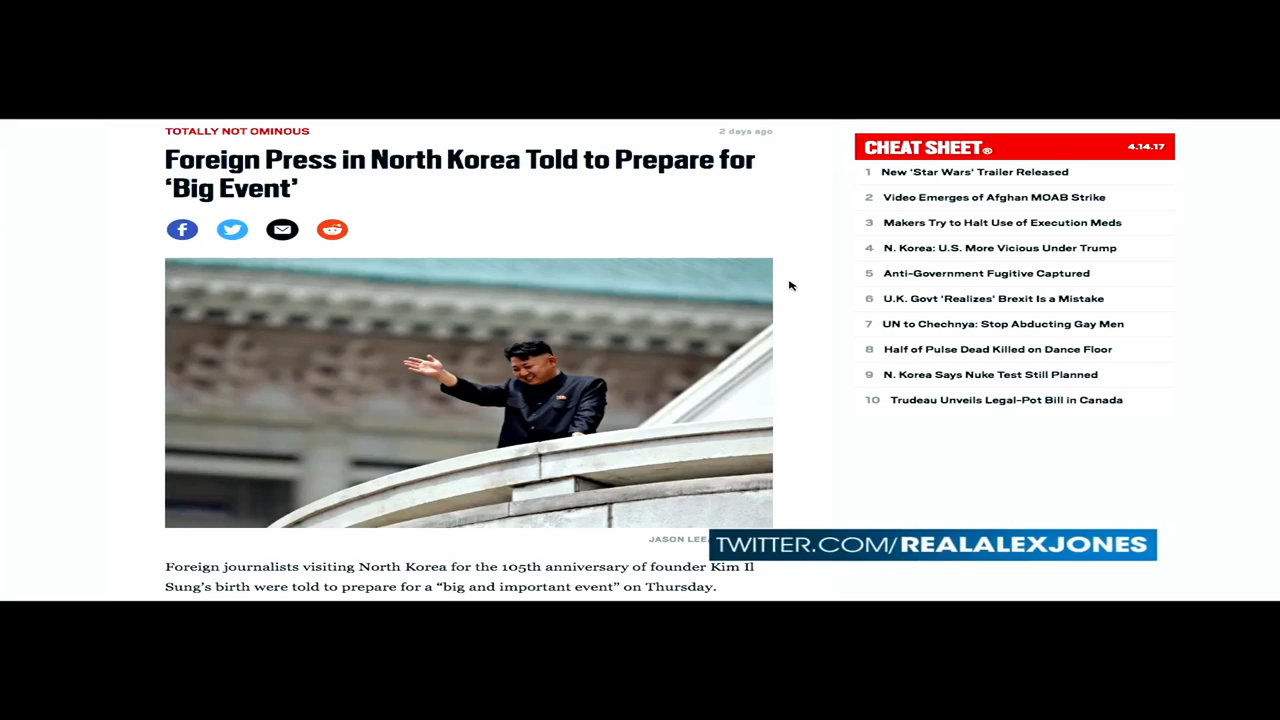 TOTALLY NOT OMINOUS
2 days ago
Foreign Press in North Korea Told to Prepare for
‘Big Event’
JASON LEE
Foreign journalists visiting North Korea for the 105th anniversary of founder Kim Il
Sung’s birth were told to prepare for a “big and important event” on Thursday.
CHEAT SHEET®
4.14.17
1 New ‘Star Wars’ Trailer Released
2 Video Emerges of Afghan MOAB Strike
3 Makers Try to Halt Use of Execution Meds
4 N. Korea: U.S. More Vicious Under Trump
5 Anti-Government Fugitive Captured
6 U.K. Govt ‘Realizes’ Brexit Is a Mistake
7 UN to Chechnya: Stop Abducting Gay Men
8 Half of Pulse Dead Killed on Dance Floor
9 N. Korea Says Nuke Test Still Planned
10 Trudeau Unveils Legal-Pot Bill in Canada
TWITTER.COM/REALALEXJONES